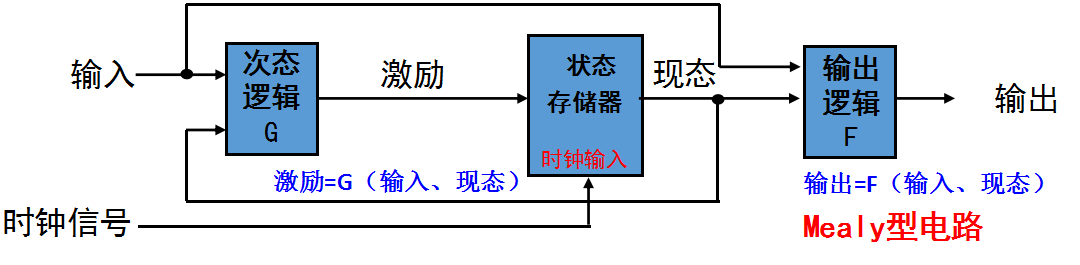 输入
次态
逻辑
G
激励
状态
存储器
时钟输入
现态
输出
逻辑
F
输出
激励=G（输入、现态）
输出=F（输入、现态）
时钟信号
Mealy型电路